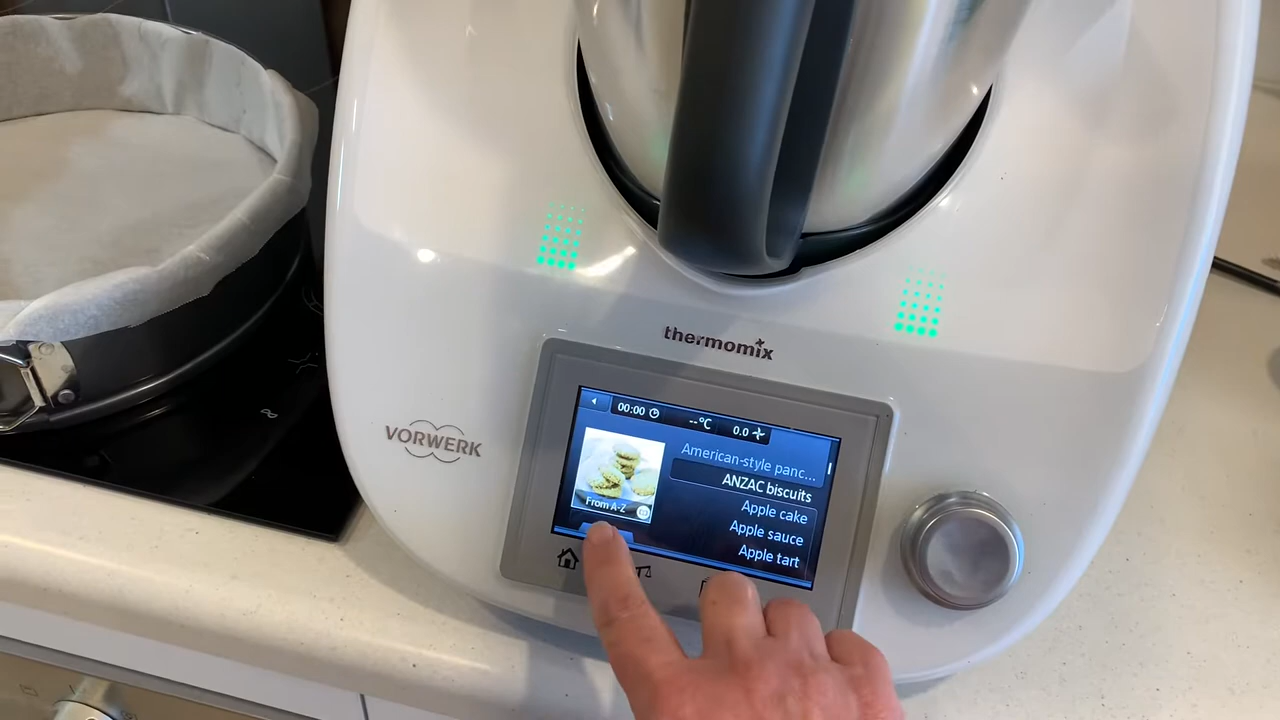 thermomix
VORWERK
00:00
--°C
0.0
American-style panc...
ANZAC biscuits
From A-Z
Apple cake
Apple sauce
Apple tart